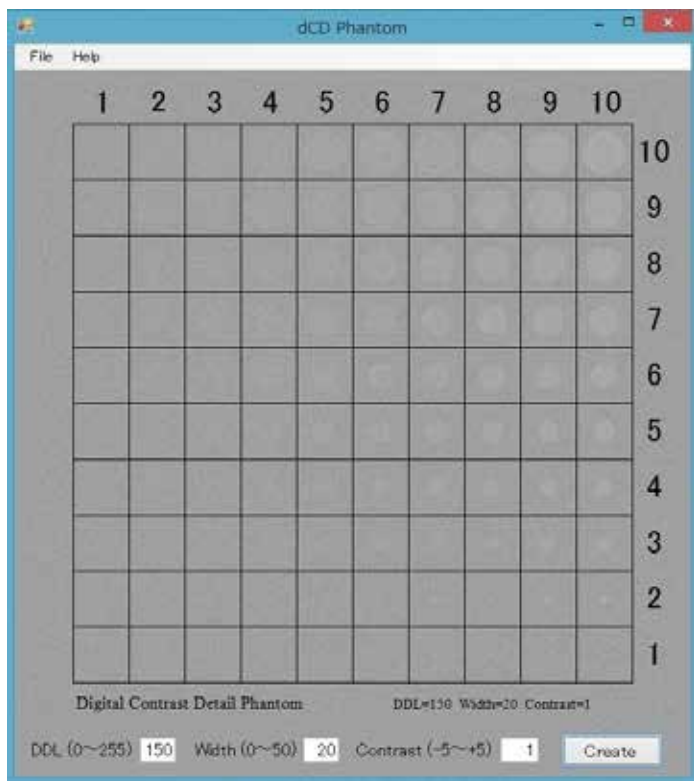 dCD Phantom
File Help
1 2 3 4 5 6 7 8 9 10
10
9
8
7
6
5
4
3
2
1
Digital Contrast Detail Phantom DDL=150 Width=20 Contrast=1
DDL (0～255) 150 Width (0～50) 20 Contrast (-5～+5) 1 Create